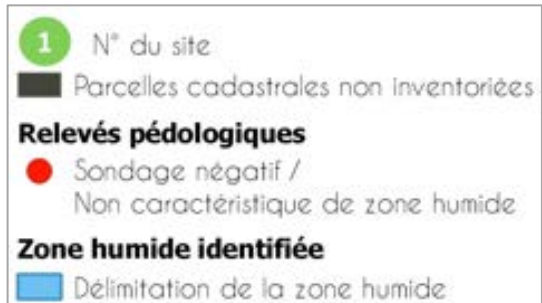 1 N° du site
Parcelles cadastrales non inventoriées
Relevés pédologiques
Sondage négatif /
Non caractéristique de zone humide
Zone humide identifiée
Délimitation de la zone humide